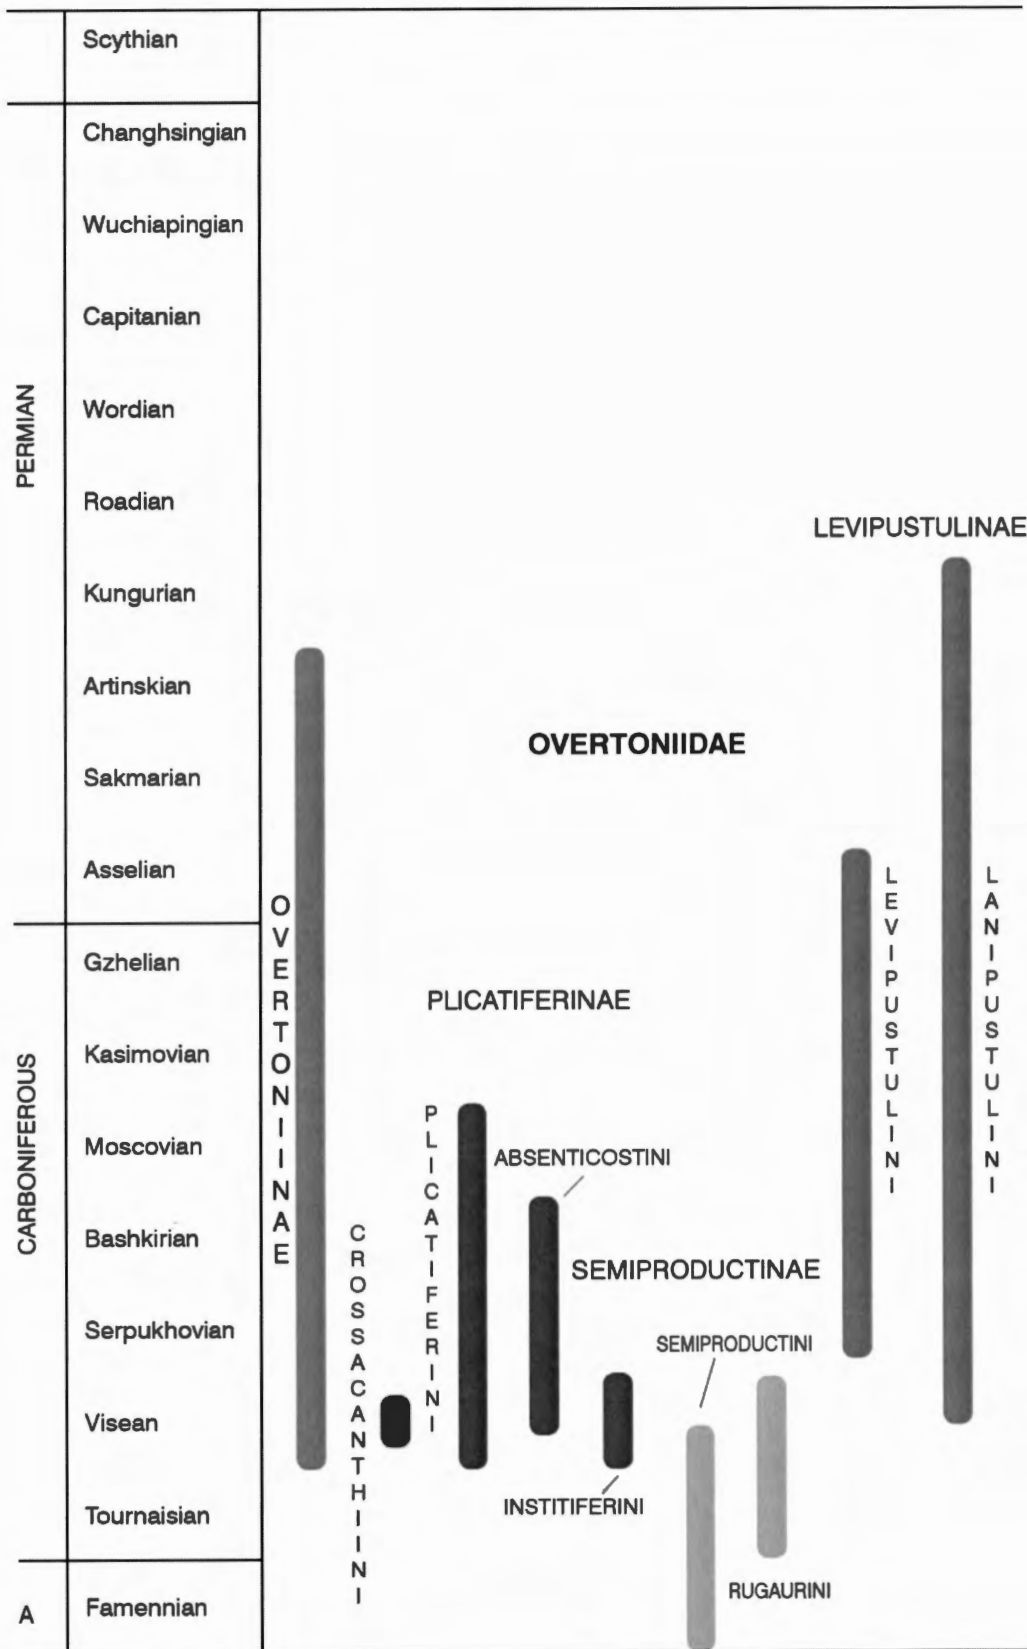 Scythian
Changhsingian
Wuchiapingian
Capitanian
Wordian
Roadian
Kungurian
Artinskian
Sakmarian
Asselian
Gzhelian
Kasimovian
Moscovian
Bashkirian
Serpukhovian
Visean
Tournaisian
Famennian
PERMIAN
CARBONIFEROUS
A
LEVIPUSTULINAE
OVERTONIIDAE
OVERTONIINAE
PLICATIFERINAE
CROSSACANTHIINI
PLICATIFERINI
ABSENTICOSTINI
SEMIPRODUCTINAE
SEMIPRODUCTINI
INSTITIFERINI
RUGAURINI
LEVIPUSTULINI
LANIPUSTULINI